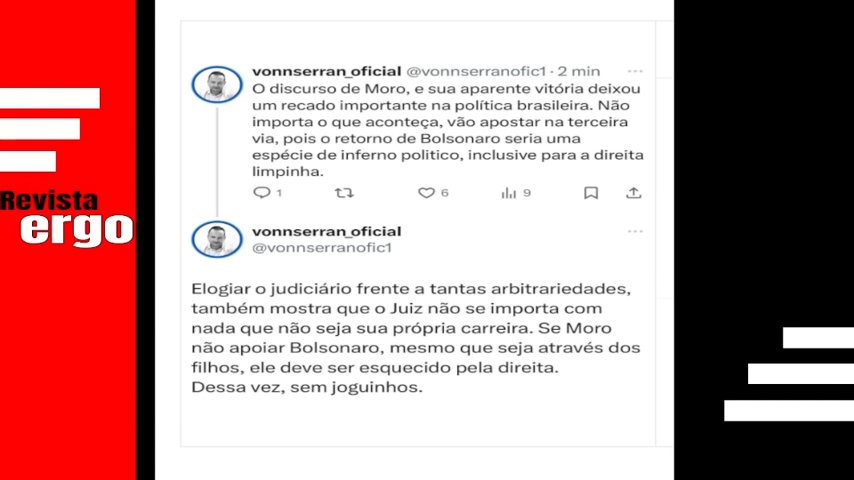 Revista
ergo
vonnserran_oficial @vonnserranofic1 · 2 min
O discurso de Moro, e sua aparente vitória deixou
um recado importante na política brasileira. Não
importa o que aconteça, vão apostar na terceira
via, pois o retorno de Bolsonaro seria uma
espécie de inferno politico, inclusive para a direita
limpinha.
1 6 9
vonnserran_oficial
@vonnserranofic1
Elogiar o judiciário frente a tantas arbitrariedades,
também mostra que o Juiz não se importa com
nada que não seja sua própria carreira. Se Moro
não apoiar Bolsonaro, mesmo que seja através dos
filhos, ele deve ser esquecido pela direita.
Dessa vez, sem joguinhos.